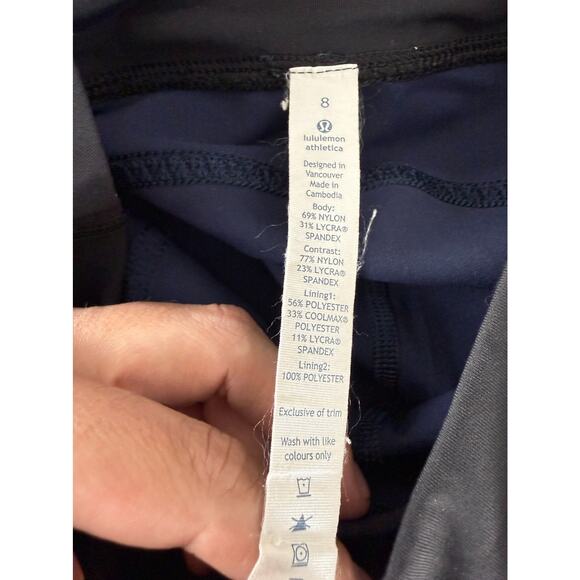 8
lululemon
athletica
Designed in
Vancouver
Made in
Cambodia
Body:
69% NYLON
31% LYCRA®
SPANDEX
Contrast:
77% NYLON
23% LYCRA®
SPANDEX
Lining1:
56% POLYESTER
33% COOLMAX®
POLYESTER
11% LYCRA®
SPANDEX
Lining2:
100% POLYESTER
Exclusive of trim
Wash with like
colours only